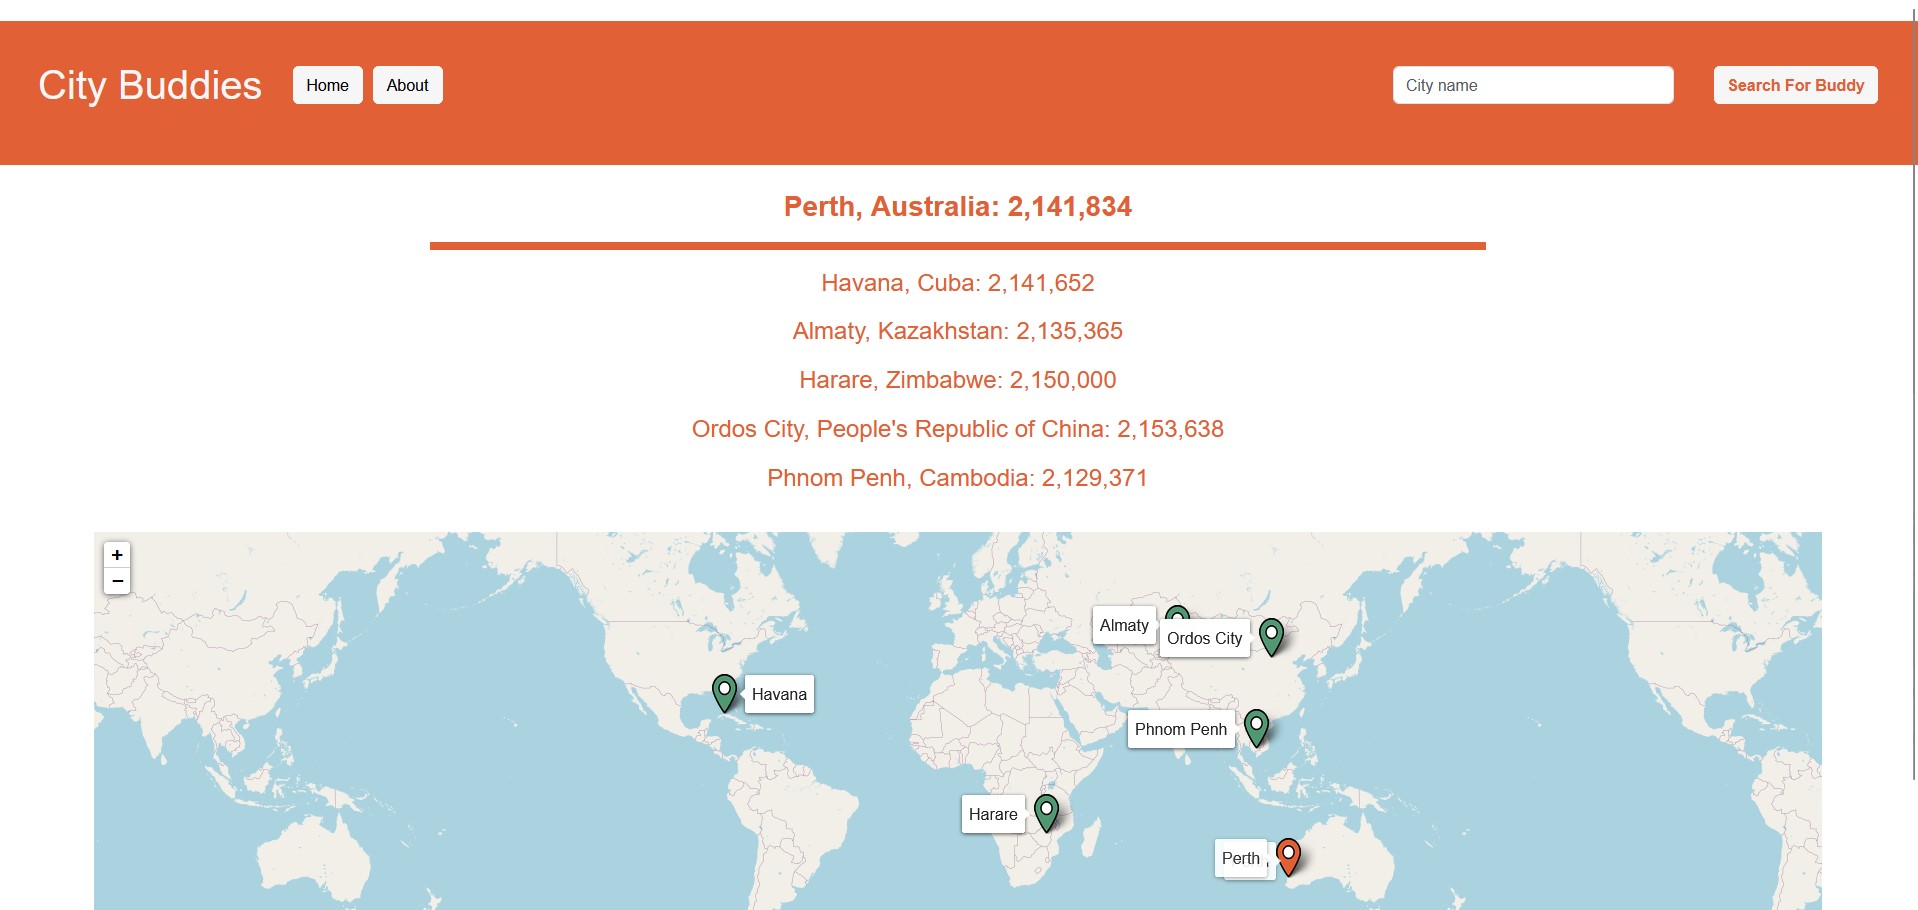 City Buddies
Home
About
City name
Search For Buddy
Perth, Australia: 2,141,834
Havana, Cuba: 2,141,652
Almaty, Kazakhstan: 2,135,365
Harare, Zimbabwe: 2,150,000
Ordos City, People's Republic of China: 2,153,638
Phnom Penh, Cambodia: 2,129,371
+
−
Almaty
Ordos City
Havana
Phnom Penh
Harare
Perth